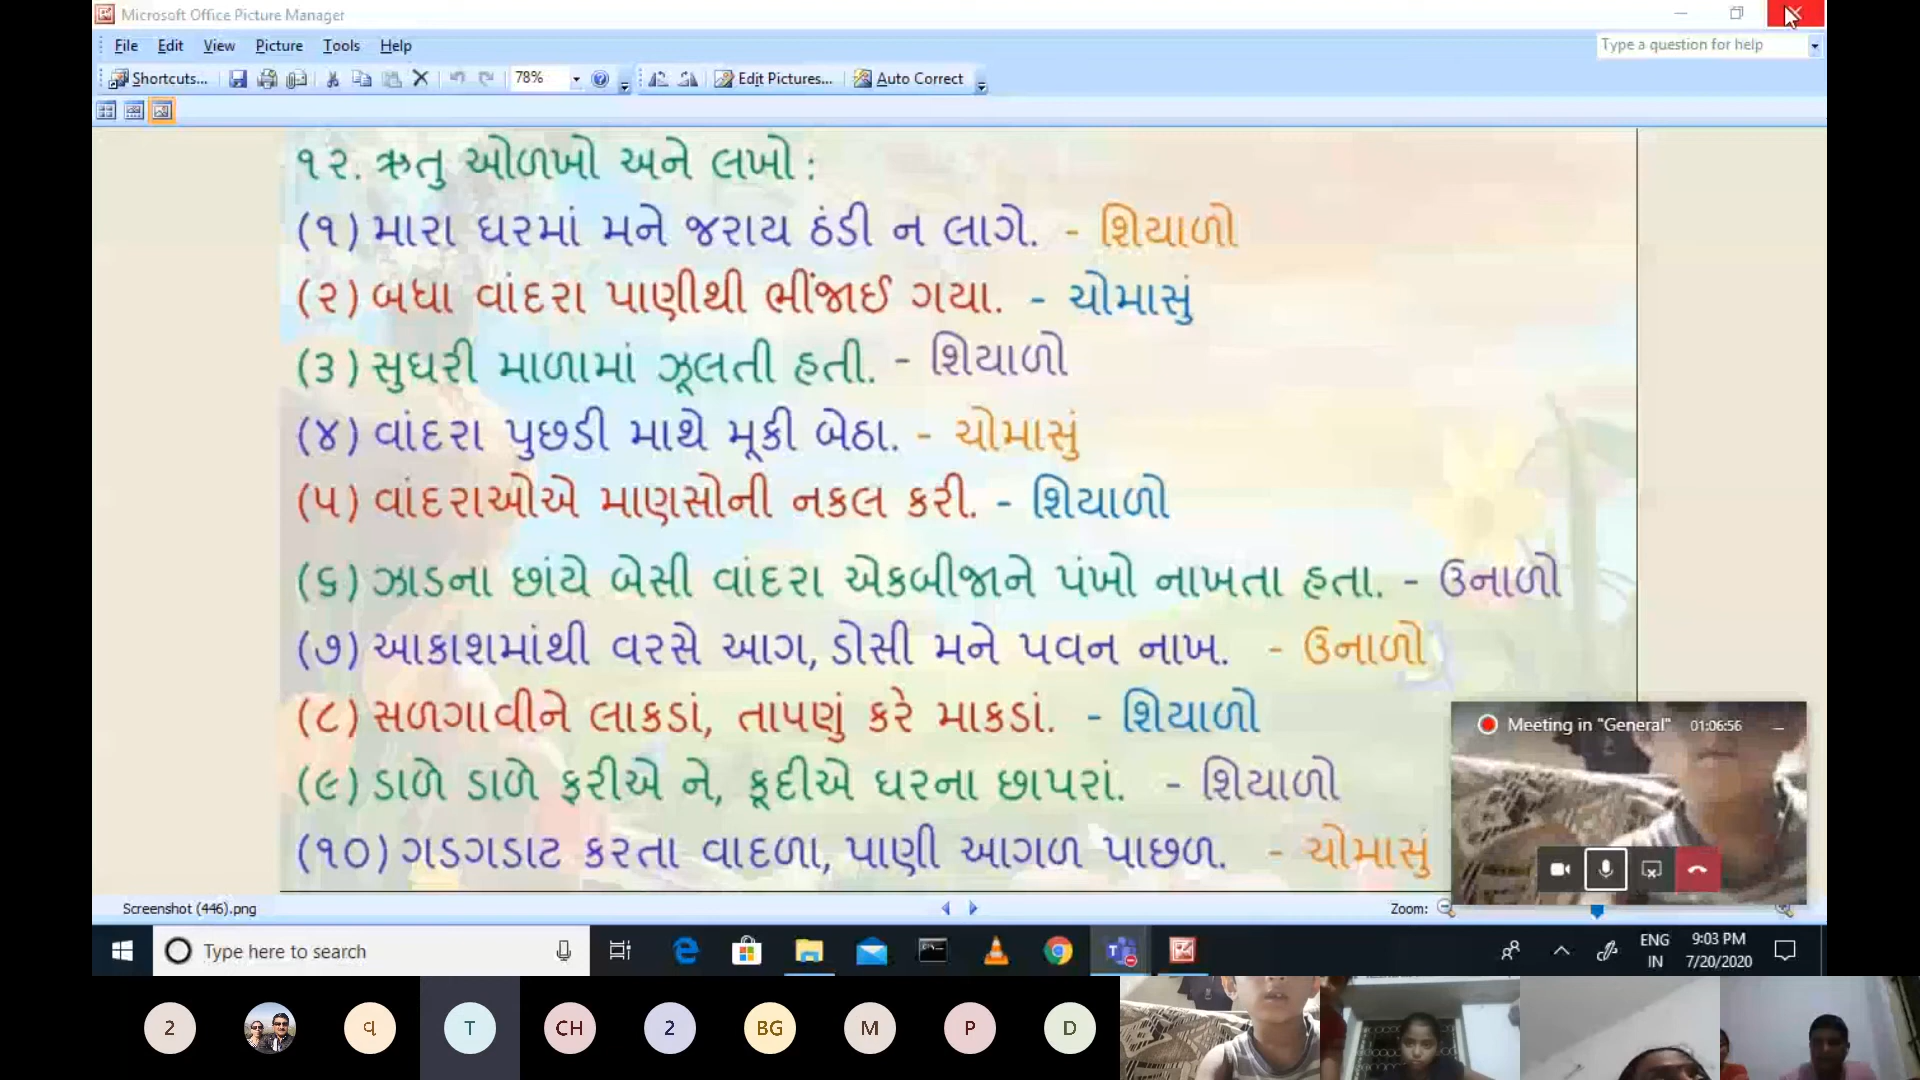 Microsoft Office Picture Manager
File Edit View Picture Tools Help
Type a question for help
Shortcuts... 78% Edit Pictures... Auto Correct
૧૨. ઋતુ ઓળખો અને લખો :
(૧) મારા ઘરમાં મને જરાય ઠંડી ન લાગે. - શિયાળો
(૨) બધા વાંદરા પાણીથી ભીંજાઈ ગયા. - ચોમાસું
(૩) સુઘરી માળામાં ઝૂલતી હતી. - શિયાળો
(૪) વાંદરા પુછડી માથે મૂકી બેઠા. - ચોમાસું
(૫) વાંદરાઓએ માણસોની નકલ કરી. - શિયાળો
(૬) ઝાડના છાંયે બેસી વાંદરા એકબીજાને પંખો નાખતા હતા. - ઉનાળો
(૭) આકાશમાંથી વરસે આગ, ડોસી મને પવન નાખ. - ઉનાળો
(૮) સળગાવીને લાકડાં, તાપણું કરે માકડાં. - શિયાળો
(૯) ડાળે ડાળે ફરીએ ને, કૂદીએ ઘરના છાપરાં. - શિયાળો
(૧૦) ગડગડાટ કરતા વાદળા, પાણી આગળ પાછળ. - ચોમાસું
Meeting in "General" 01:06:56
Screenshot (446).png
Zoom:
Type here to search
ENG 9:03 PM
IN 7/20/2020
2 વ T CH 2 BG M P D